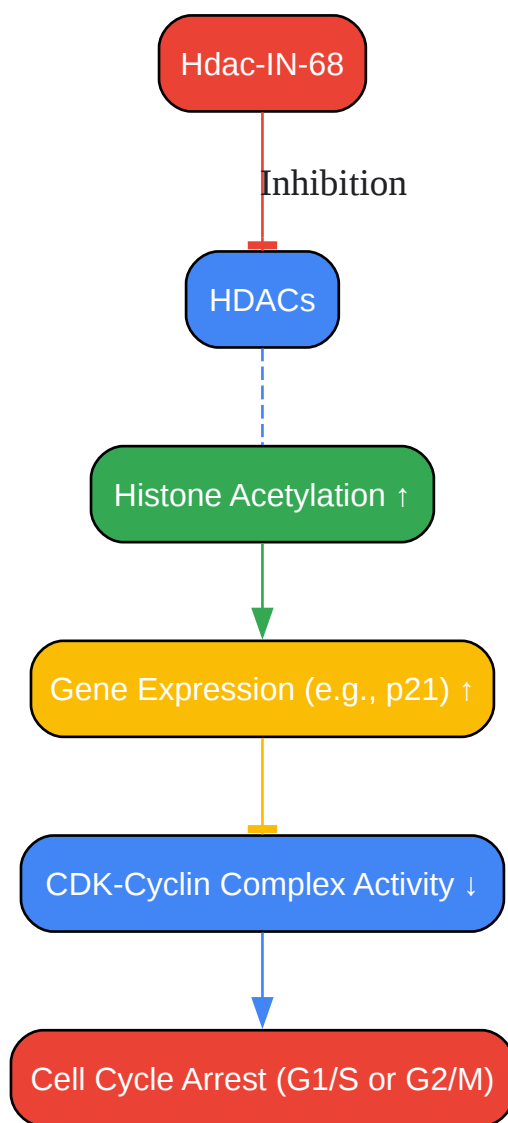 Hdac-IN-68
Inhibition
HDACs
Histone Acetylation ↑
Gene Expression (e.g., p21) ↑
CDK-Cyclin Complex Activity ↓
Cell Cycle Arrest (G1/S or G2/M)